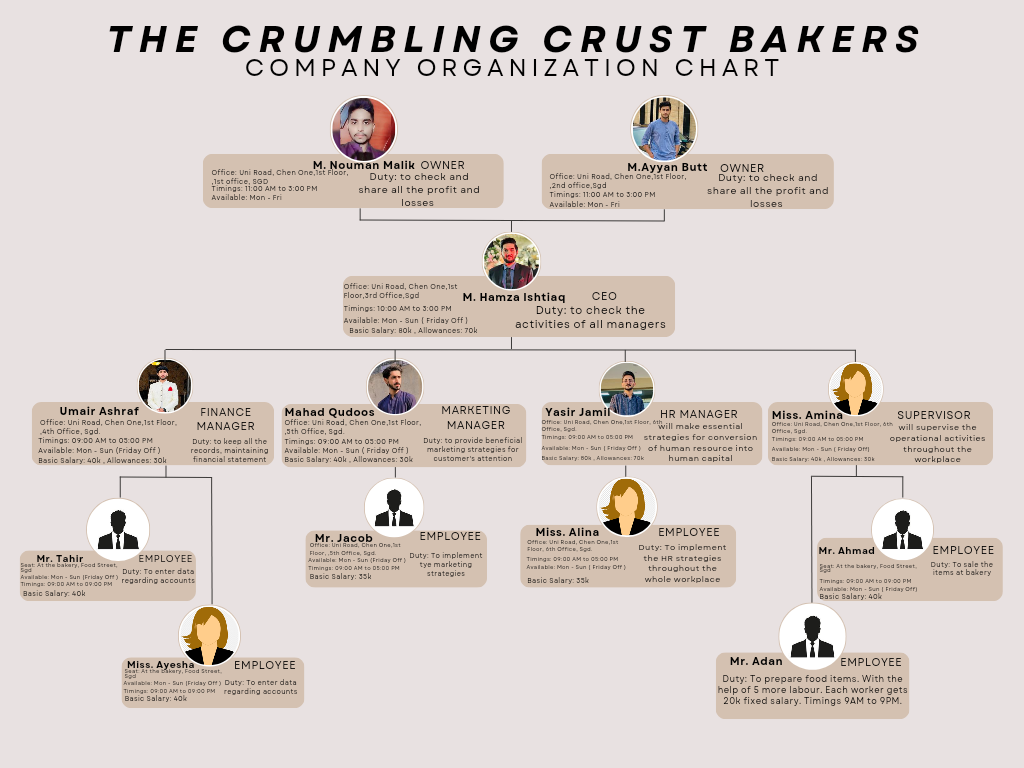 THE CRUMBLING CRUST BAKERS
COMPANY ORGANIZATION CHART
M. Nouman Malik OWNER
Office: Uni Road, Chen One,1st Floor,
,1st office, SGD
Timings: 11:00 AM to 3:00 PM
Available: Mon - Fri
Duty: to check and
share all the profit and
losses
M.Ayyan Butt OWNER
Office: Uni Road, Chen One,1st Floor,
,2nd office,Sgd
Timings: 11:00 AM to 3:00 PM
Available: Mon - Fri
Duty: to check and
share all the profit and
losses
M. Hamza Ishtiaq CEO
Office: Uni Road, Chen One,1st
Floor,3rd Office,Sgd
Timings: 10:00 AM to 3:00 PM
Available: Mon - Sun ( Friday Off )
Basic Salary: 80k , Allowances: 70k
Duty: to check the
activities of all managers
Umair Ashraf
Office: Uni Road, Chen One,1st Floor,
,4th Office, Sgd.
Timings: 09:00 AM to 05:00 PM
Available: Mon - Sun (Friday Off )
Basic Salary: 40k , Allowances: 30k
FINANCE
MANAGER
Duty: to keep all the
records, maintaining
financial statement
Mahad Qudoos
Office: Uni Road, Chen One,1st Floor,
,5th Office, Sgd.
Timings: 09:00 AM to 05:00 PM
Available: Mon - Sun ( Friday Off )
Basic Salary: 40k , Allowances: 30k
MARKETING
MANAGER
Duty: to provide beneficial
marketing strategies for
customer's attention
Yasir Jamil
Office: Uni Road, Chen One,1st Floor, 6th
Office, Sgd.
Timings: 09:00 AM to 05:00 PM
Available: Mon - Sun ( Friday Off )
Basic Salary: 80k , Allowances: 70k
HR MANAGER
will make essential
strategies for conversion
of human resource into
human capital
Miss. Amina
Office: Uni Road, Chen One,1st Floor, 6th
Office, Sgd.
Timings: 09:00 AM to 05:00 PM
Available: Mon - Sun ( Friday Off)
Basic Salary: 40k , Allowances: 30k
SUPERVISOR
will supervise the
operational activities
throughout the
workplace
Mr. Tahir
Seat: At the bakery, Food Street,
Sgd
Available: Mon - Sun (Friday Off )
Timings: 09:00 AM to 09:00 PM
Basic Salary: 40k
EMPLOYEE
Duty: To enter data
regarding accounts
Mr. Jacob
Office: Uni Road, Chen One,1st
Floor, ,5th Office, Sgd.
Available: Mon - Sun (Friday Off )
Timings: 09:00 AM to 05:00 PM
Basic Salary: 35k
EMPLOYEE
Duty: To implement
tye marketing
strategies
Miss. Alina
Office: Uni Road, Chen One,1st
Floor, 6th Office, Sgd.
Timings: 09:00 AM to 05:00 PM
Available: Mon - Sun ( Friday Off )
Basic Salary: 35k
EMPLOYEE
Duty: To implement
the HR strategies
throughout the
whole workplace
Mr. Ahmad
Seat: At the bakery, Food Street,
Sgd
Timings: 09:00 AM to 09:00 PM
Available: Mon - Sun ( Friday Off)
Basic Salary: 40k
EMPLOYEE
Duty: To sale the
items at bakery
Miss. Ayesha
Seat: At the bakery, Food Street,
Sgd
Available: Mon - Sun (Friday Off )
Timings: 09:00 AM to 09:00 PM
Basic Salary: 40k
EMPLOYEE
Duty: To enter data
regarding accounts
Mr. Adan
EMPLOYEE
Duty: To prepare food items. With the
help of 5 more labour. Each worker gets
20k fixed salary. Timings 9AM to 9PM.